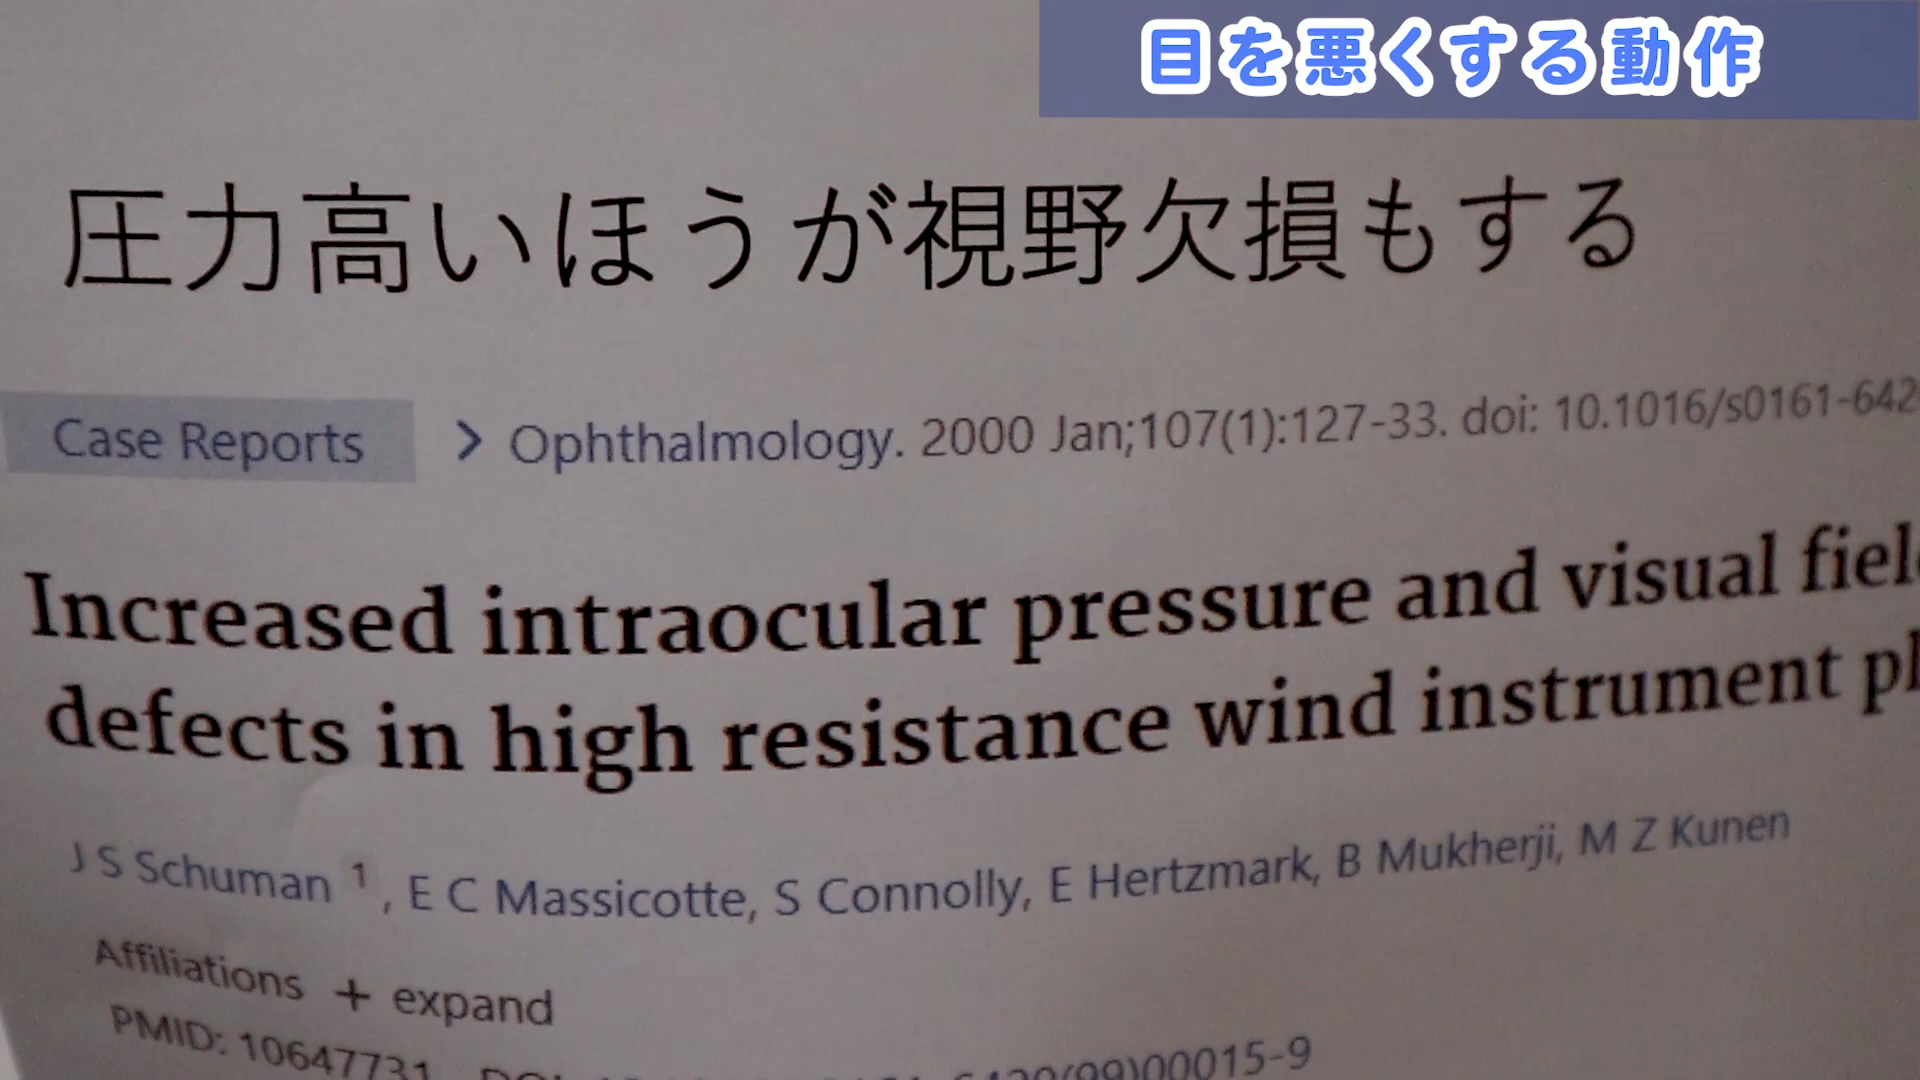 目を悪くする動作
圧力高いほうが視野欠損もする
Case Reports > Ophthalmology. 2000 Jan;107(1):127-33. doi: 10.1016/s0161-642
Increased intraocular pressure and visual fiel
defects in high resistance wind instrument pl
J S Schuman 1, E C Massicotte, S Connolly, E Hertzmark, B Mukherji, M Z Kunen
Affiliations + expand
PMID: 10647731 (99)00015-9